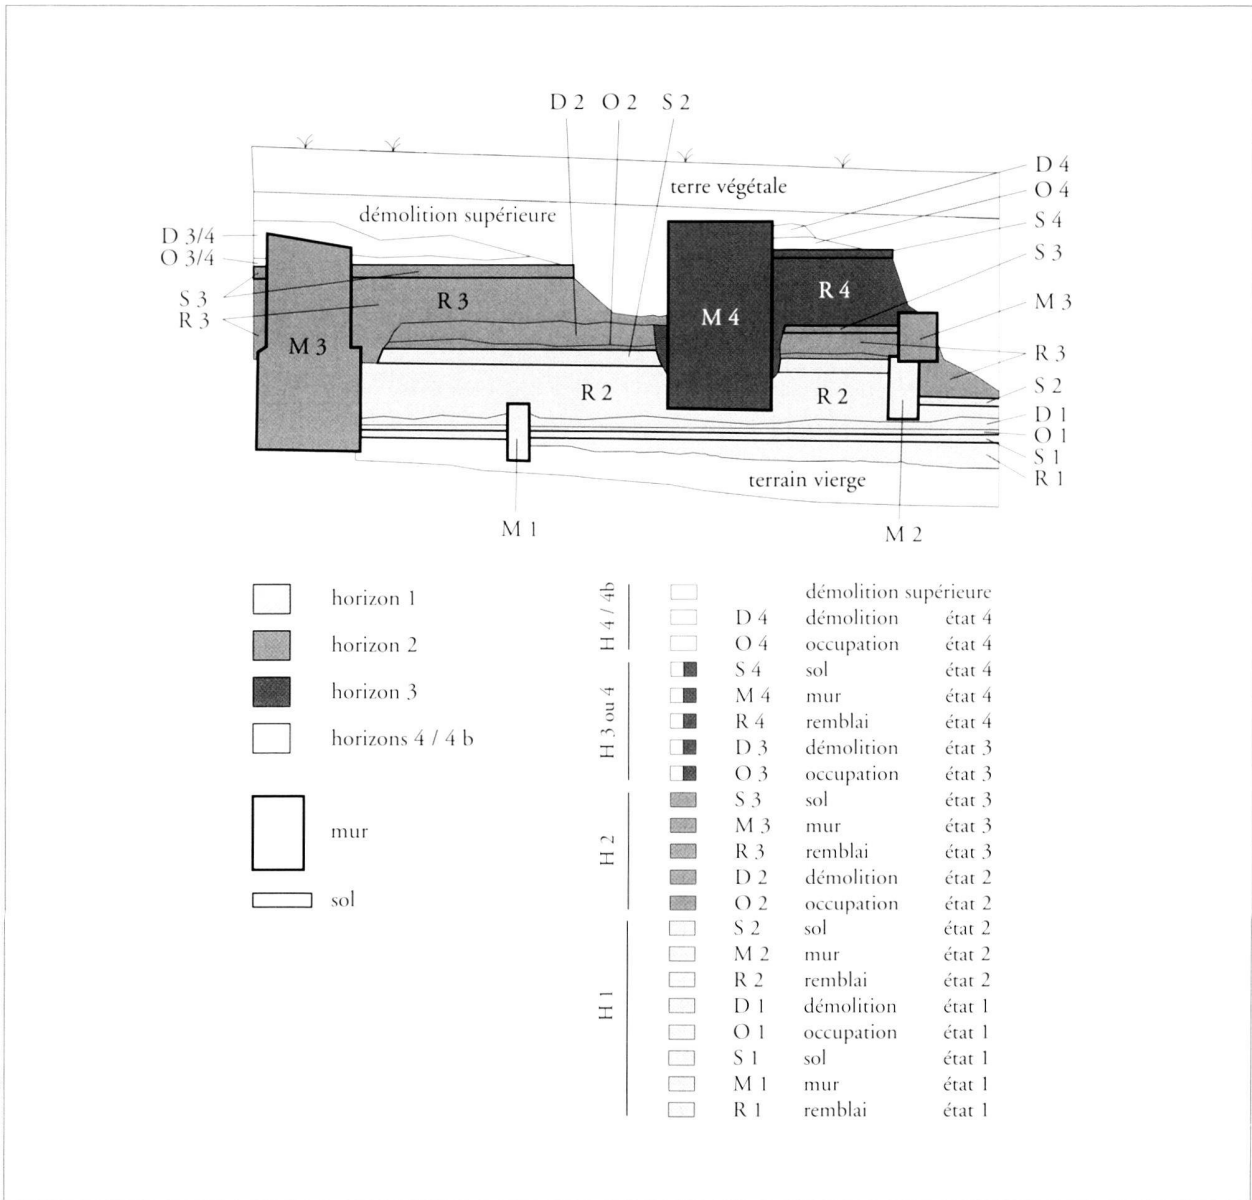 D 2 O 2 S 2
D 4
terre végétale
O 4
démolition supérieure
S 4
D 3/4
S 3
O 3/4
R 4
S 3
R 3
M 3
R 3
M 4
M 3
R 3
R 2
R 2
S 2
D 1
O 1
S 1
terrain vierge
R 1
M 1
M 2
horizon 1
horizon 2
horizon 3
horizons 4 / 4 b
mur
sol
H 4 / 4b
démolition supérieure
D 4 démolition état 4
O 4 occupation état 4
H 3 ou 4
S 4 sol état 4
M 4 mur état 4
R 4 remblai état 4
D 3 démolition état 3
O 3 occupation état 3
H 2
S 3 sol état 3
M 3 mur état 3
R 3 remblai état 3
D 2 démolition état 2
O 2 occupation état 2
H 1
S 2 sol état 2
M 2 mur état 2
R 2 remblai état 2
D 1 démolition état 1
O 1 occupation état 1
S 1 sol état 1
M 1 mur état 1
R 1 remblai état 1